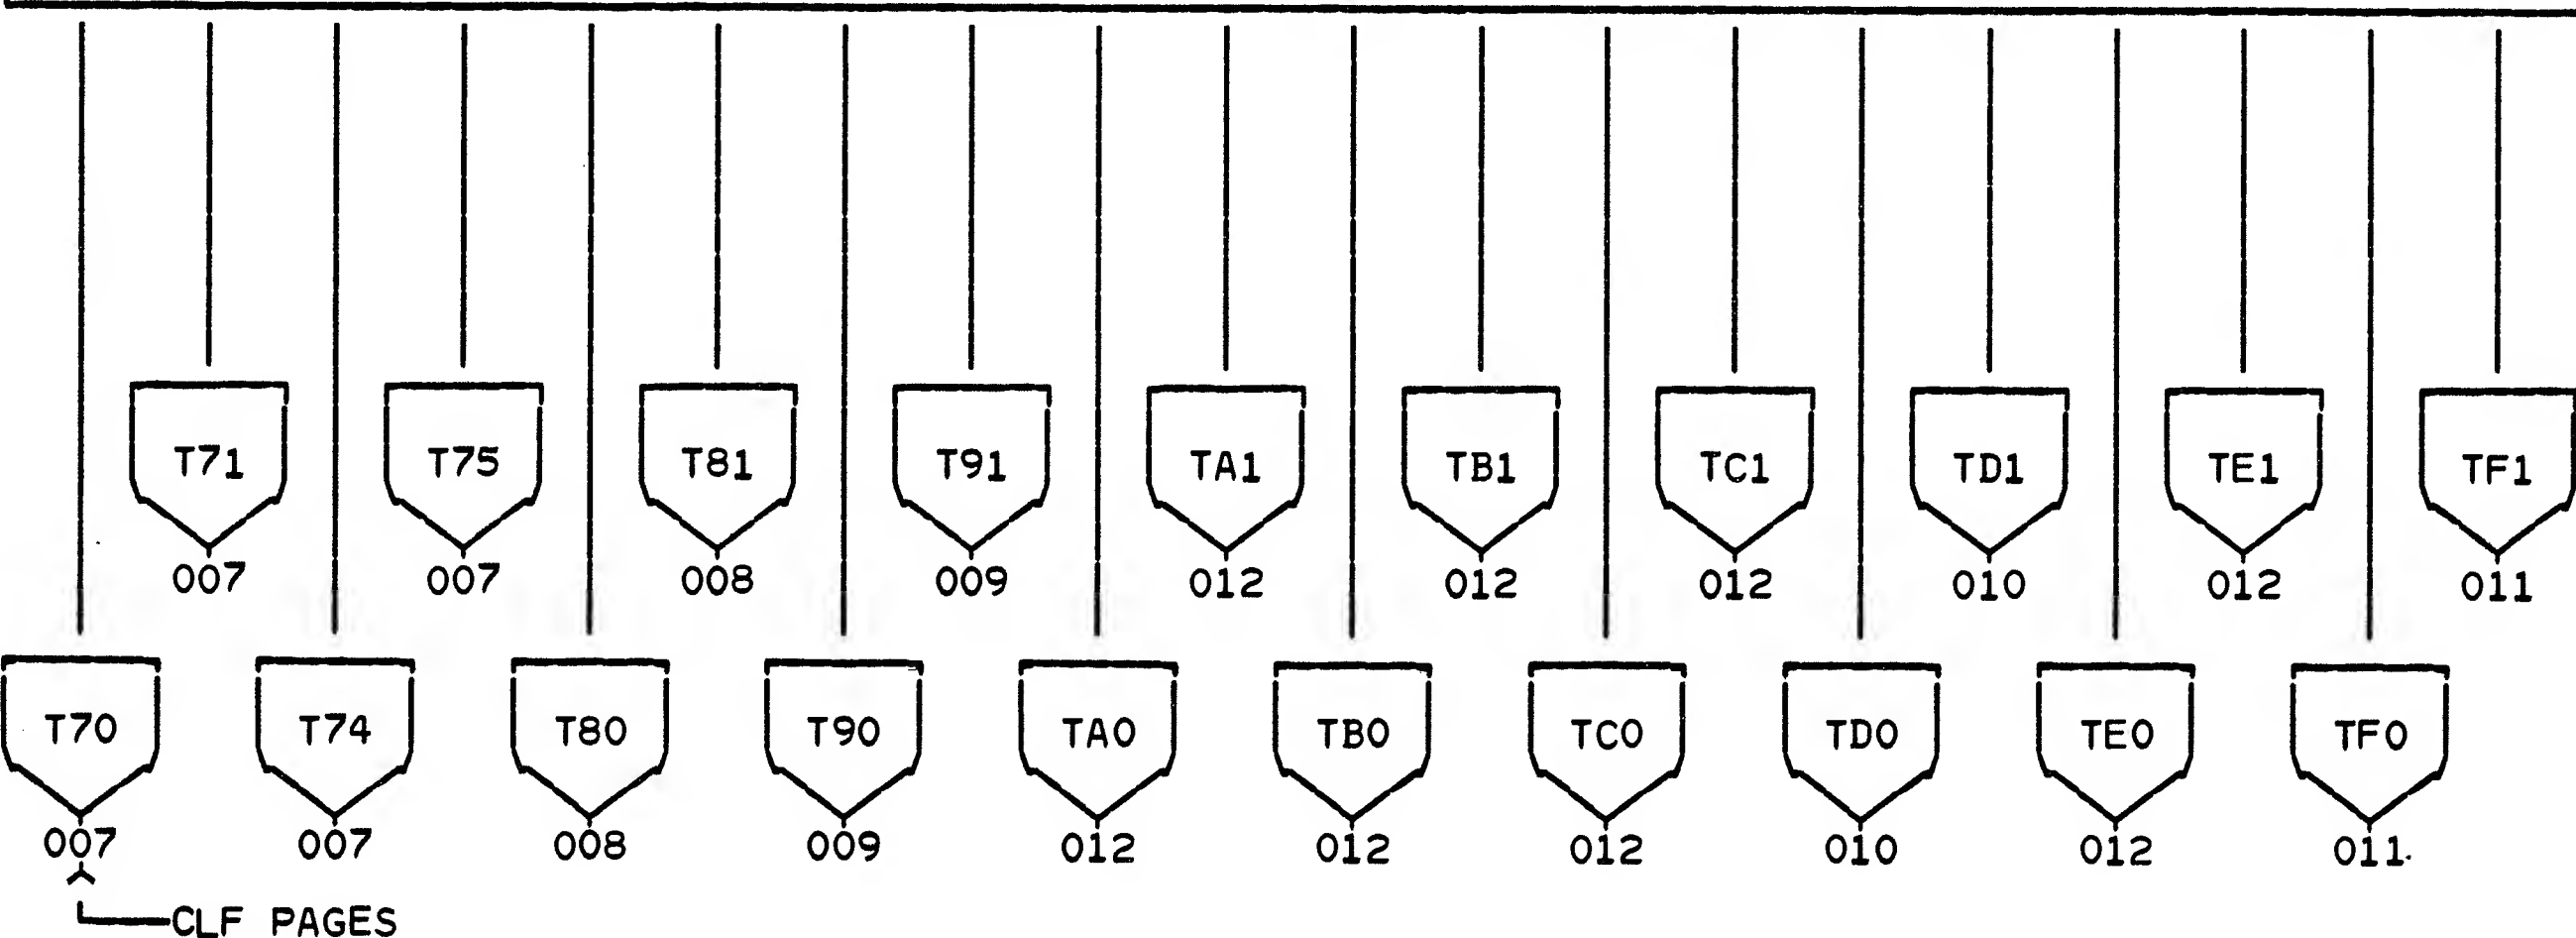 T71 T75 T81 T91 TA1 TB1 TC1 TD1 TE1 TF1
007 007 008 009 012 012 012 010 012 011
T70 T74 T80 T90 TA0 TB0 TC0 TD0 TE0 TF0
007 007 008 009 012 012 012 010 012 011
CLF PAGES